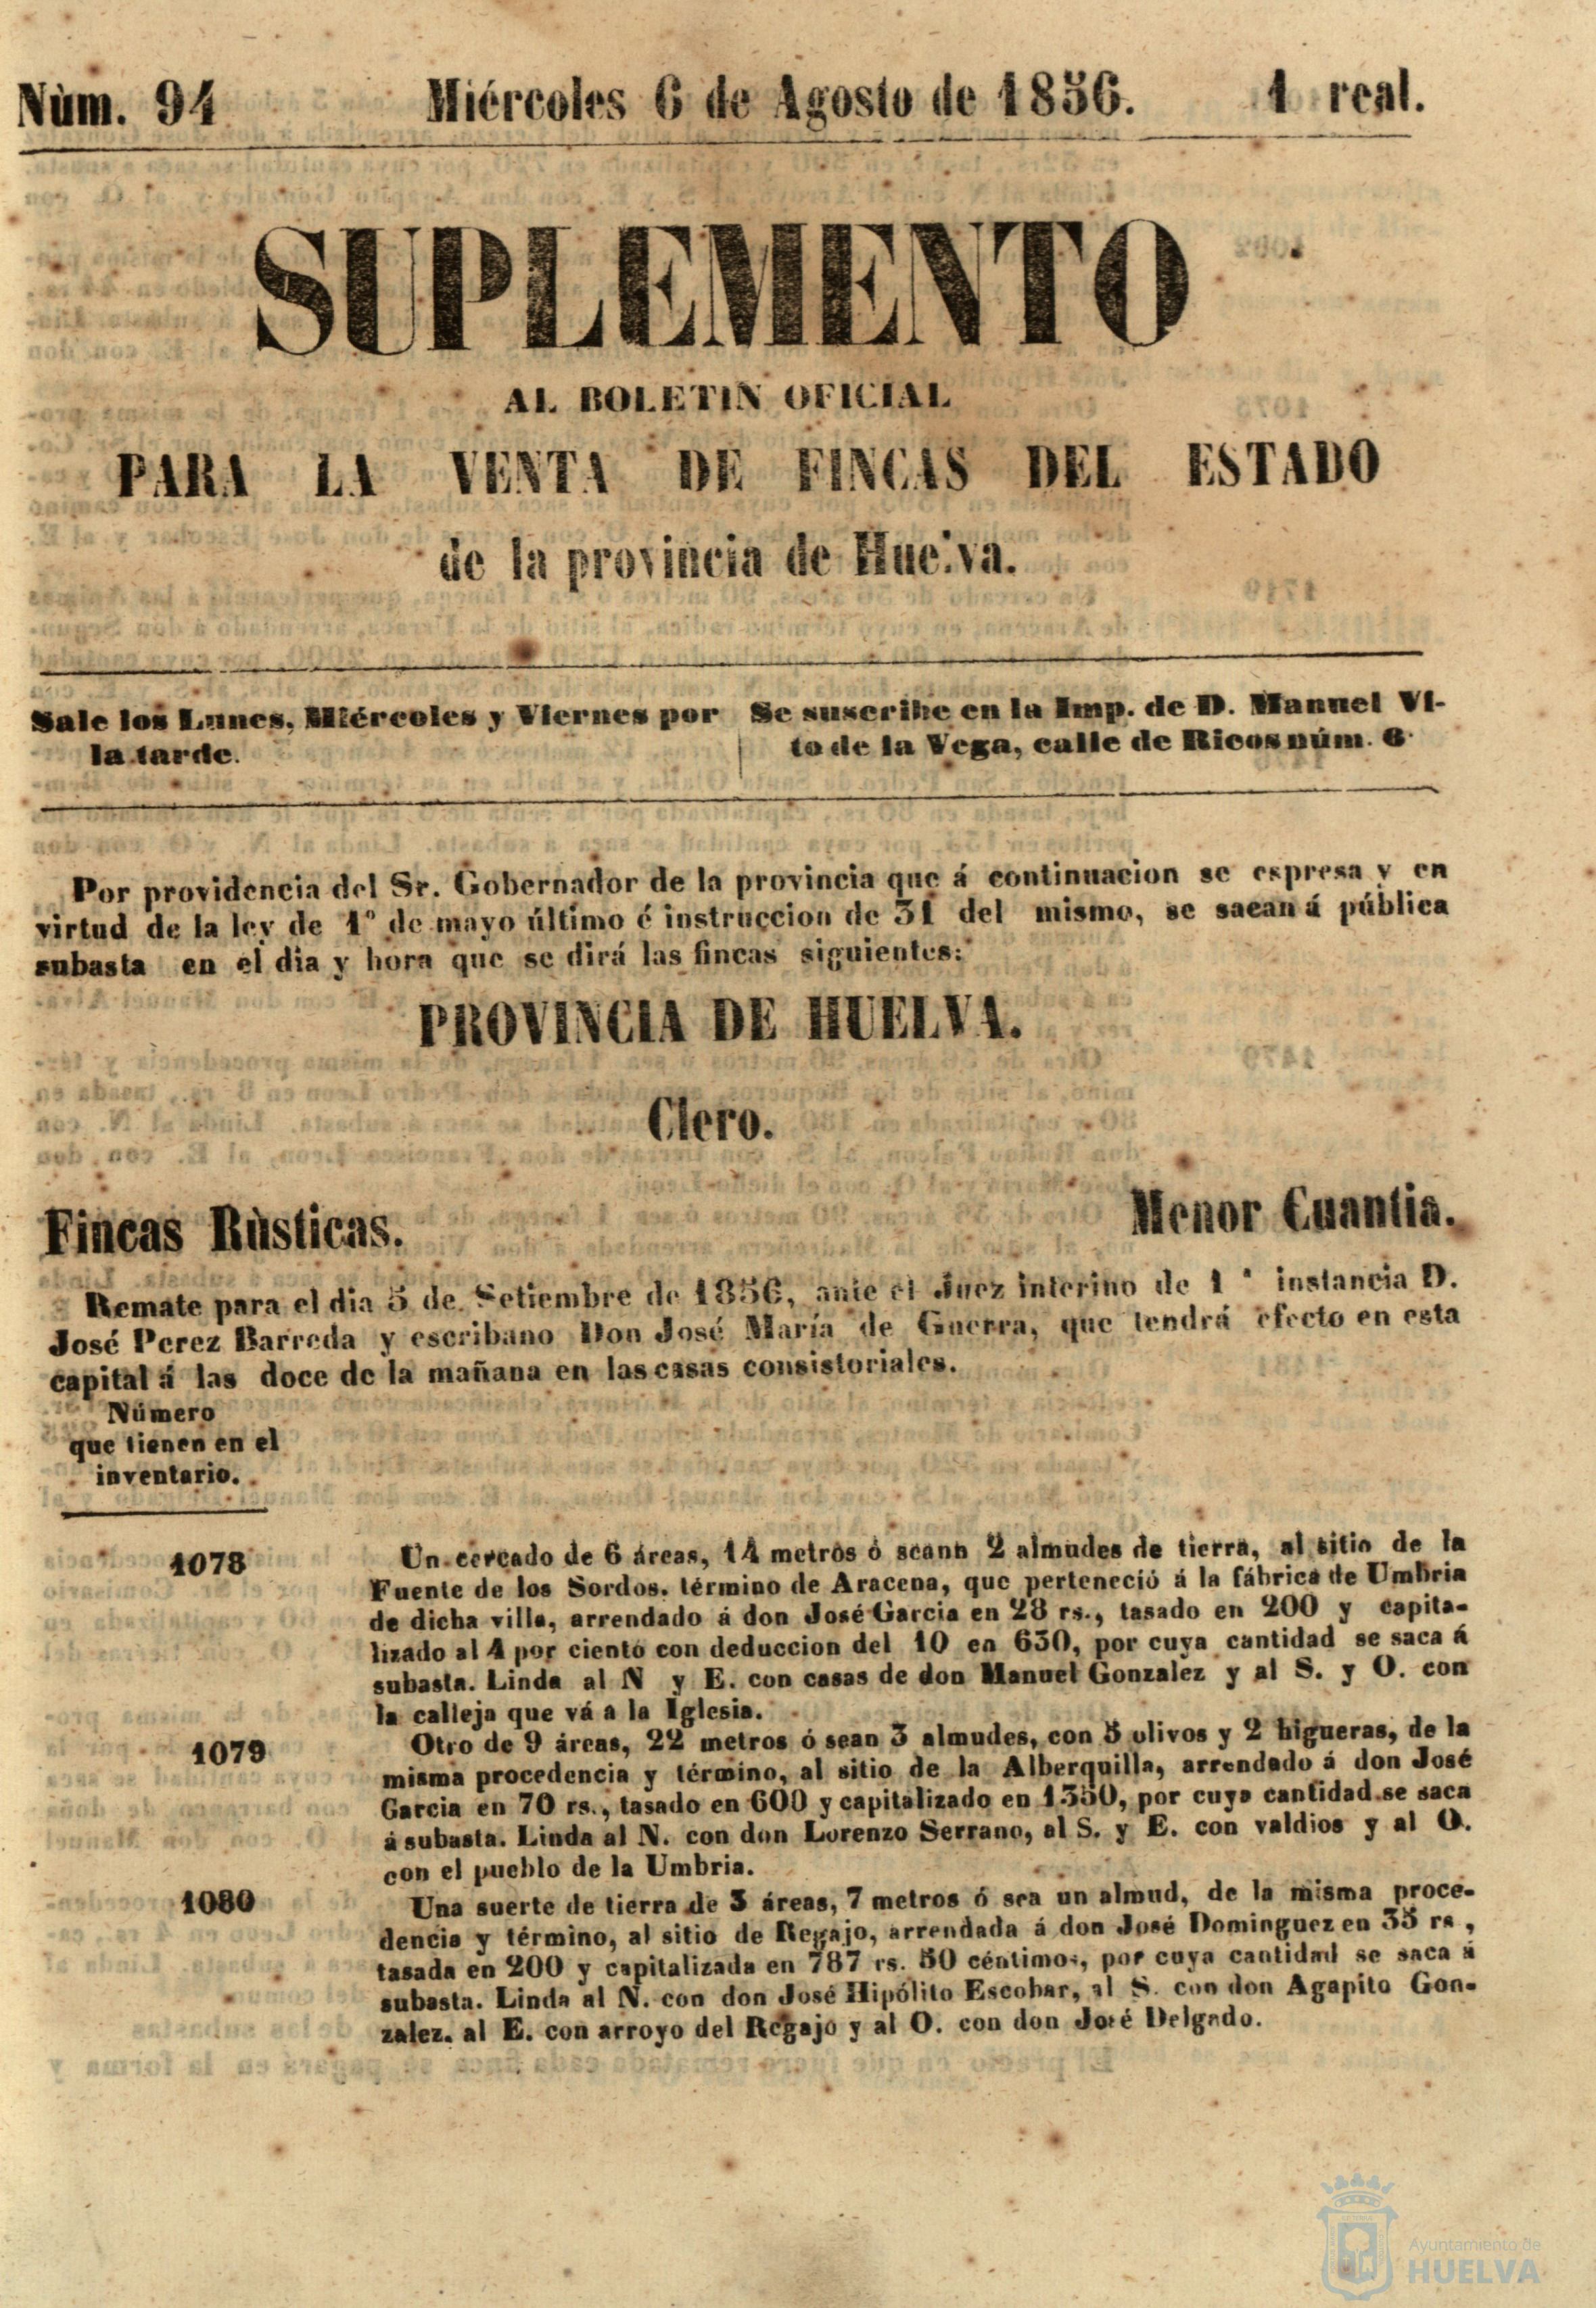 Nùm. 94 Miércoles 6 de Agosto de 1856. 1 real.
SUPLEMENTO
AL BOLETIN OFICIAL
PARA LA VENTA DE FINCAS DEL ESTADO
de la provincia de Huelva.
Sale los Lunes, Miércoles y Viernes por
la tarde.
Se suscribe en la Imp. de D. Manuel Vi-
to de la Vega, calle de Ricos núm. 6
Por providencia del Sr. Gobernador de la provincia que á continuacion se espresa y en
virtud de la ley de 1º de mayo último é instruccion de 31 del mismo, se sacan á pública
subasta en el dia y hora que se dirá las fincas siguientes:
PROVINCIA DE HUELVA.
Clero.
Fincas Rùsticas. Menor Cuantia.
Remate para el dia 5 de Setiembre de 1856, ante el Juez interino de 1ª instancia D.
José Perez Barreda y escribano Don José María de Guerra, que tendrá efecto en esta
capital á las doce de la mañana en las casas consistoriales.
Número
que tienen en el
inventario.
1078 Un cercado de 6 áreas, 14 metros ó seann 2 almudes de tierra, al sitio de la
Fuente de los Sordos. término de Aracena, que perteneció á la fábrica de Umbria
de dicha villa, arrendado á don José Garcia en 28 rs., tasado en 200 y capita-
lizado al 4 por ciento con deduccion del 10 en 630, por cuya cantidad se saca á
subasta. Linda al N y E. con casas de don Manuel Gonzalez y al S. y O. con
la calleja que vá a la Iglesia.
1079 Otro de 9 áreas, 22 metros ó sean 3 almudes, con 5 olivos y 2 higueras, de la
misma procedencia y término, al sitio de la Alberquilla, arrendado á don José
Garcia en 70 rs., tasado en 600 y capitalizado en 1350, por cuya cantidad se saca
á subasta. Linda al N. con don Lorenzo Serrano, al S. y E. con valdios y al O.
con el pueblo de la Umbria.
1080 Una suerte de tierra de 3 áreas, 7 metros ó sea un almud, de la misma proce-
dencia y término, al sitio de Regajo, arrendada á don José Dominguez en 35 rs ,
tasada en 200 y capitalizada en 787 rs. 50 céntimos, por cuya cantidad se saca á
subasta. Linda al N. con don José Hipólito Escobar, al S. con don Agapito Gon-
zalez. al E. con arroyo del Regajo y al O. con don José Delgado.
Ayuntamiento de
HUELVA